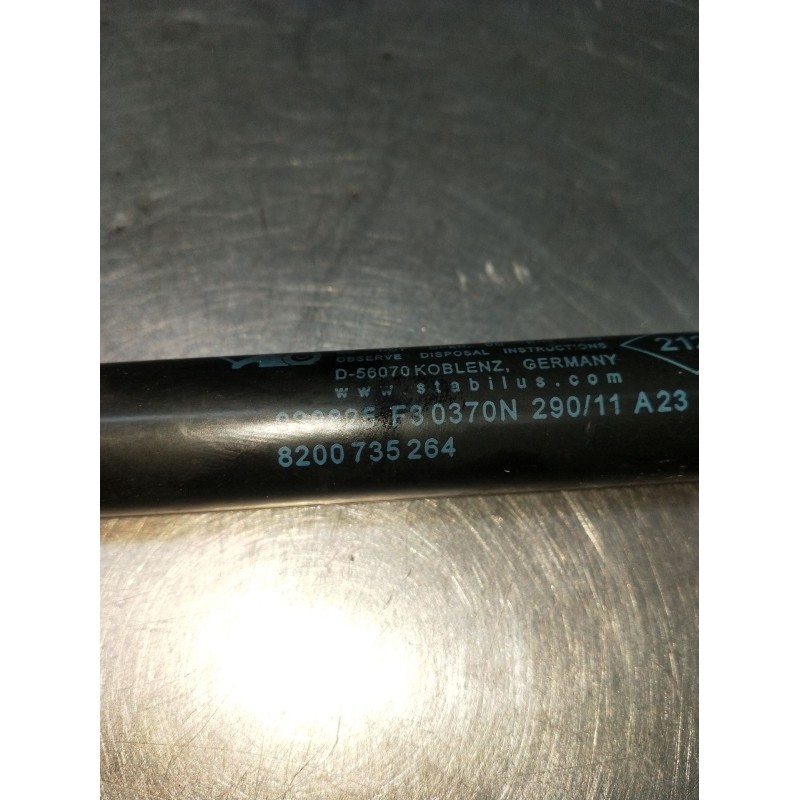 OBSERVE DISPOSAL INSTRUCTIONS
D-56070 KOBLENZ, GERMANY
www.stabilus.com
F3 0370N 290/11 A23
8200 735 264